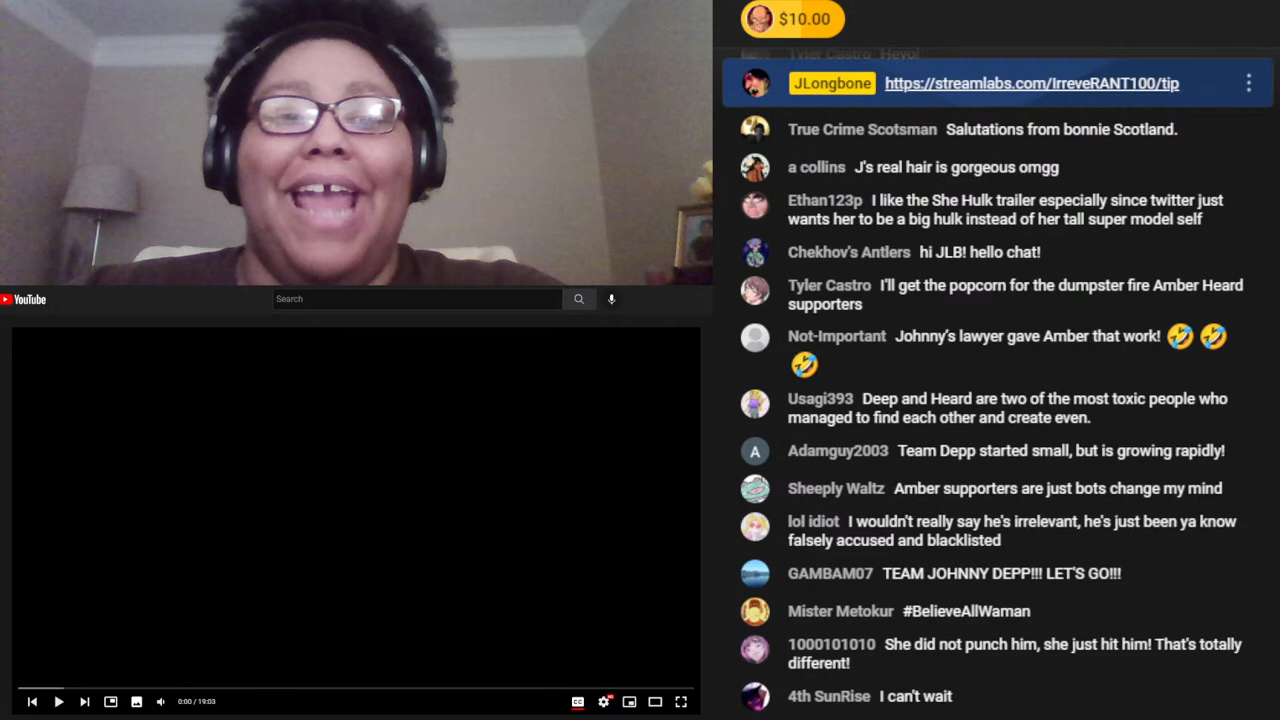 $10.00
Tyler Castro Heyo!
JLongbone https://streamlabs.com/IrreveRANT100/tip
True Crime Scotsman Salutations from bonnie Scotland.
a collins J's real hair is gorgeous omgg
Ethan123p I like the She Hulk trailer especially since twitter just
wants her to be a big hulk instead of her tall super model self
Chekhov's Antlers hi JLB! hello chat!
Tyler Castro I'll get the popcorn for the dumpster fire Amber Heard
supporters
Not-Important Johnny's lawyer gave Amber that work! 🤣 🤣
🤣
Usagi393 Deep and Heard are two of the most toxic people who
managed to find each other and create even.
A Adamguy2003 Team Depp started small, but is growing rapidly!
Sheeply Waltz Amber supporters are just bots change my mind
lol idiot I wouldn't really say he's irrelevant, he's just been ya know
falsely accused and blacklisted
GAMBAM07 TEAM JOHNNY DEPP!!! LET'S GO!!!
Mister Metokur #BelieveAllWaman
1000101010 She did not punch him, she just hit him! That's totally
different!
4th SunRise I can't wait
YouTube
Search
0:00 / 19:03
CC
HD